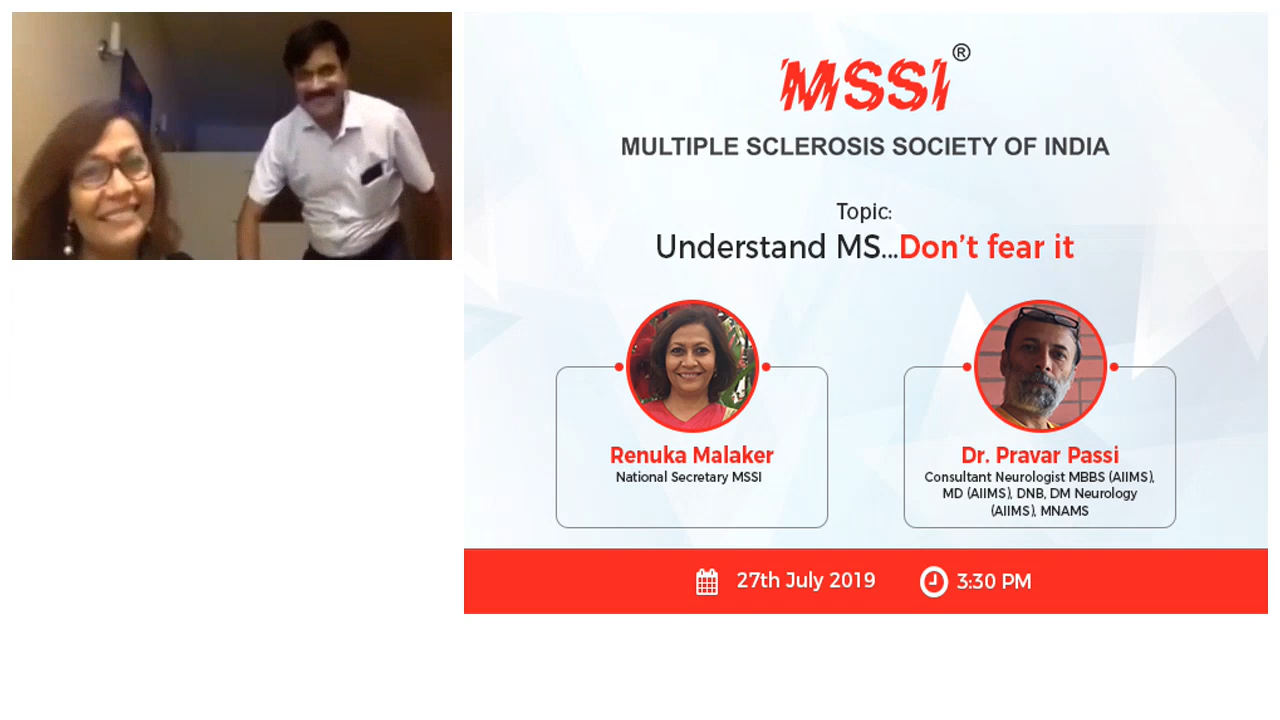 MSSI®
MULTIPLE SCLEROSIS SOCIETY OF INDIA
Topic:
Understand MS...Don't fear it
Renuka Malaker
National Secretary MSSI
Dr. Pravar Passi
Consultant Neurologist MBBS (AIIMS),
MD (AIIMS), DNB, DM Neurology
(AIIMS), MNAMS
27th July 2019
3:30 PM